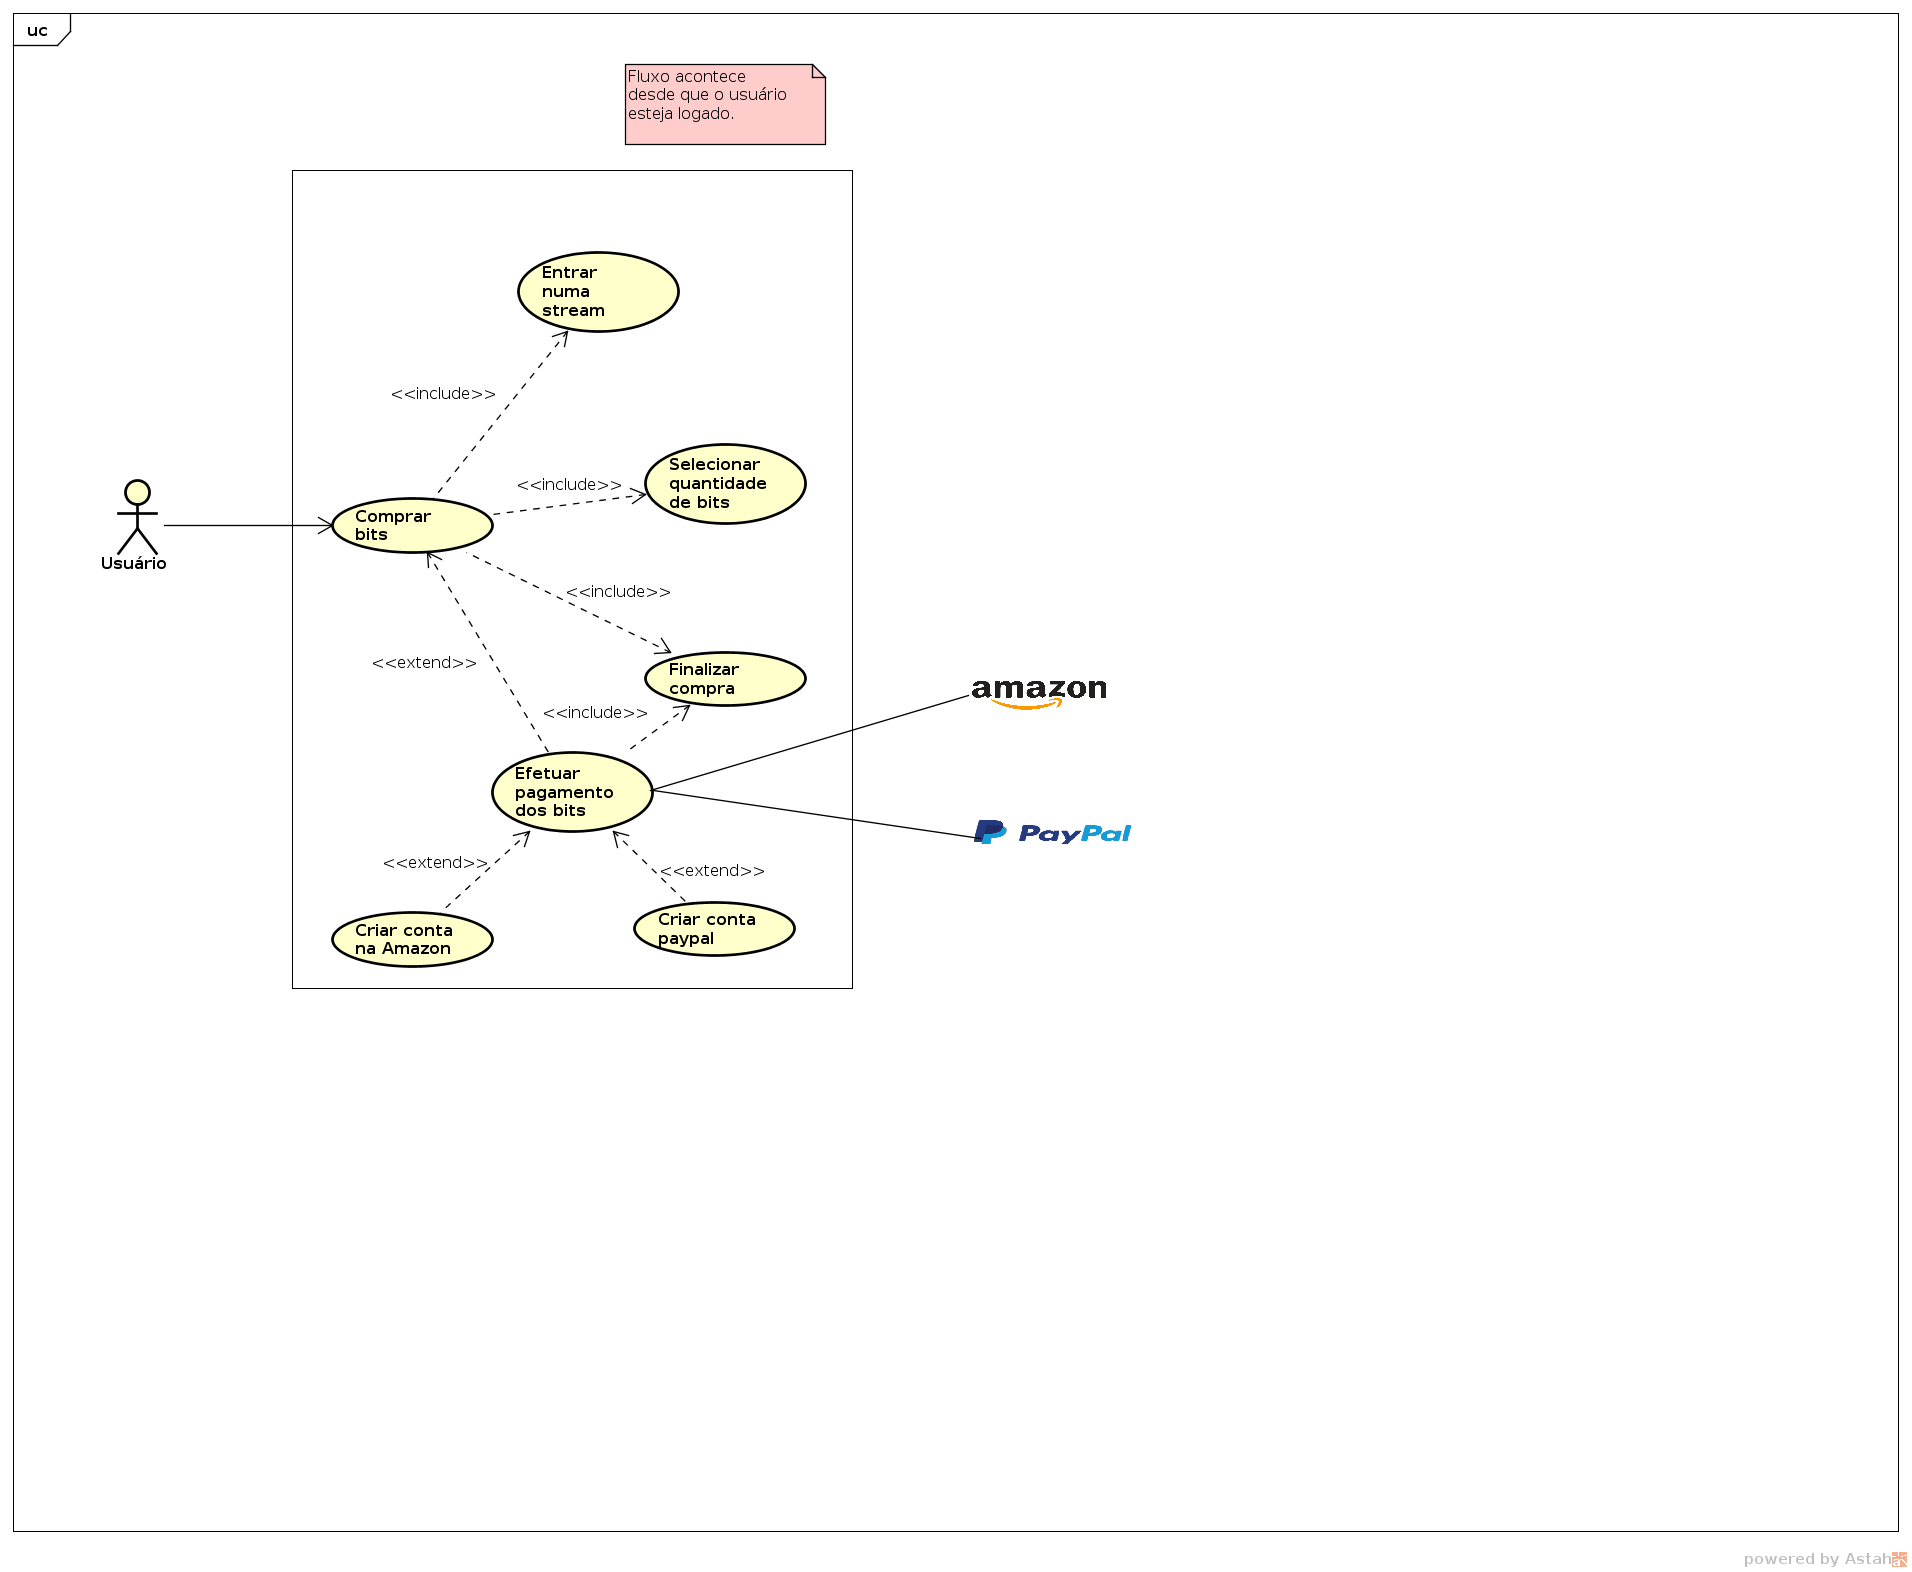 uc
Fluxo acontece
desde que o usuário
esteja logado.
Entrar
numa
stream
<<include>>
Selecionar
quantidade
de bits
<<include>>
Comprar
bits
Usuário
<<include>>
<<extend>>
Finalizar
compra
amazon
<<include>>
Efetuar
pagamento
dos bits
PayPal
<<extend>>
<<extend>>
Criar conta
na Amazon
Criar conta
paypal
powered by Astah